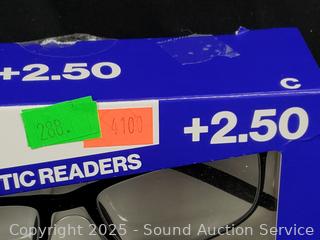 +2.50
C
288.
4100
+2.50
TIC READERS
Copyright 2025 - Sound Auction Service